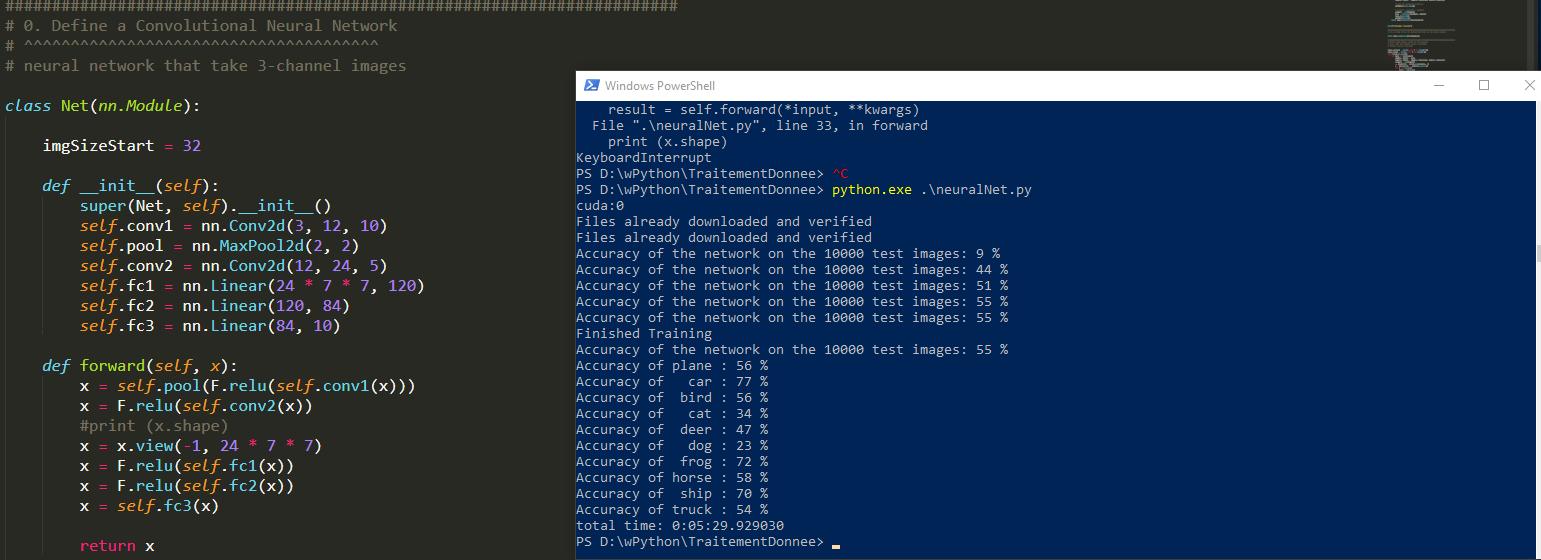 ########################################################################
# 0. Define a Convolutional Neural Network
# ^^^^^^^^^^^^^^^^^^^^^^^^^^^^^^^^^^^^^^
# neural network that take 3-channel images
class Net(nn.Module):
    imgSizeStart = 32
    def __init__(self):
        super(Net, self).__init__()
        self.conv1 = nn.Conv2d(3, 12, 10)
        self.pool = nn.MaxPool2d(2, 2)
        self.conv2 = nn.Conv2d(12, 24, 5)
        self.fc1 = nn.Linear(24 * 7 * 7, 120)
        self.fc2 = nn.Linear(120, 84)
        self.fc3 = nn.Linear(84, 10)
    def forward(self, x):
        x = self.pool(F.relu(self.conv1(x)))
        x = F.relu(self.conv2(x))
        #print (x.shape)
        x = x.view(-1, 24 * 7 * 7)
        x = F.relu(self.fc1(x))
        x = F.relu(self.fc2(x))
        x = self.fc3(x)
        return x
Windows PowerShell
    result = self.forward(*input, **kwargs)
  File ".\neuralNet.py", line 33, in forward
    print (x.shape)
KeyboardInterrupt
PS D:\wPython\TraitementDonnee> ^C
PS D:\wPython\TraitementDonnee> python.exe .\neuralNet.py
cuda:0
Files already downloaded and verified
Files already downloaded and verified
Accuracy of the network on the 10000 test images: 9 %
Accuracy of the network on the 10000 test images: 44 %
Accuracy of the network on the 10000 test images: 51 %
Accuracy of the network on the 10000 test images: 55 %
Accuracy of the network on the 10000 test images: 55 %
Finished Training
Accuracy of the network on the 10000 test images: 55 %
Accuracy of plane : 56 %
Accuracy of   car : 77 %
Accuracy of  bird : 56 %
Accuracy of   cat : 34 %
Accuracy of  deer : 47 %
Accuracy of   dog : 23 %
Accuracy of  frog : 72 %
Accuracy of horse : 58 %
Accuracy of  ship : 70 %
Accuracy of truck : 54 %
total time: 0:05:29.929030
PS D:\wPython\TraitementDonnee>